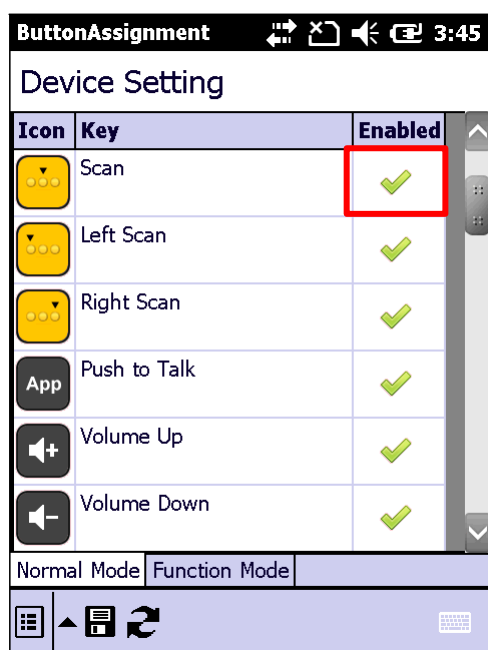 ButtonAssignment 3:45
Device Setting
Icon Key Enabled
Scan
Left Scan
Right Scan
App Push to Talk
Volume Up
Volume Down
Normal Mode Function Mode